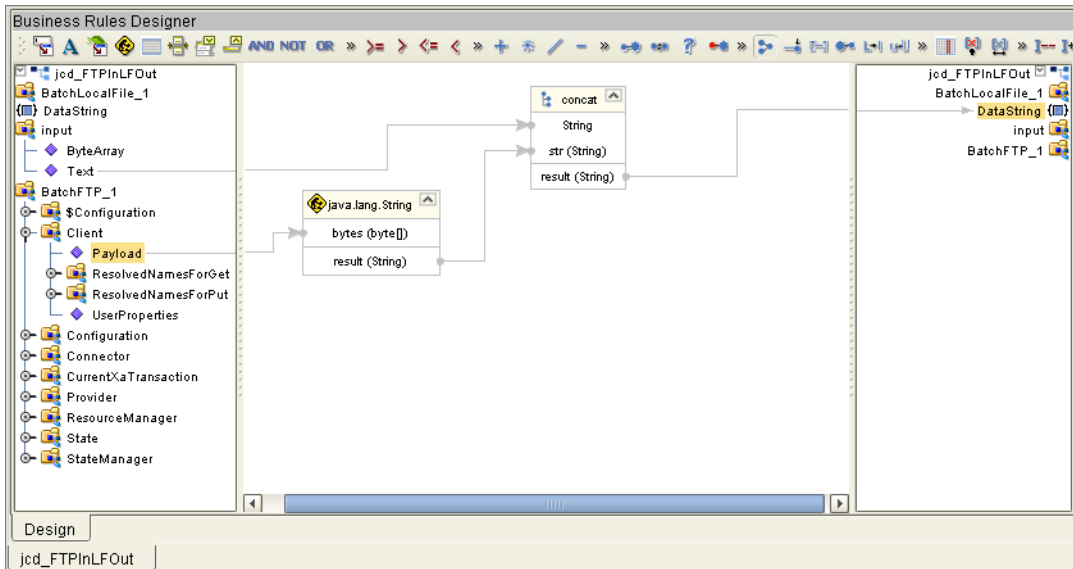 Business Rules Designer
A AND NOT OR » >= > <= < » + * / - » ? » » I-- I+
jcd_FTPInLFOut
BatchLocalFile_1
DataString
input
ByteArray
Text
BatchFTP_1
$Configuration
Client
Payload
ResolvedNamesForGet
ResolvedNamesForPut
UserProperties
Configuration
Connector
CurrentXaTransaction
Provider
ResourceManager
State
StateManager
concat
String
str (String)
result (String)
java.lang.String
bytes (byte[])
result (String)
jcd_FTPInLFOut
BatchLocalFile_1
DataString
input
BatchFTP_1
Design
jcd_FTPInLFOut